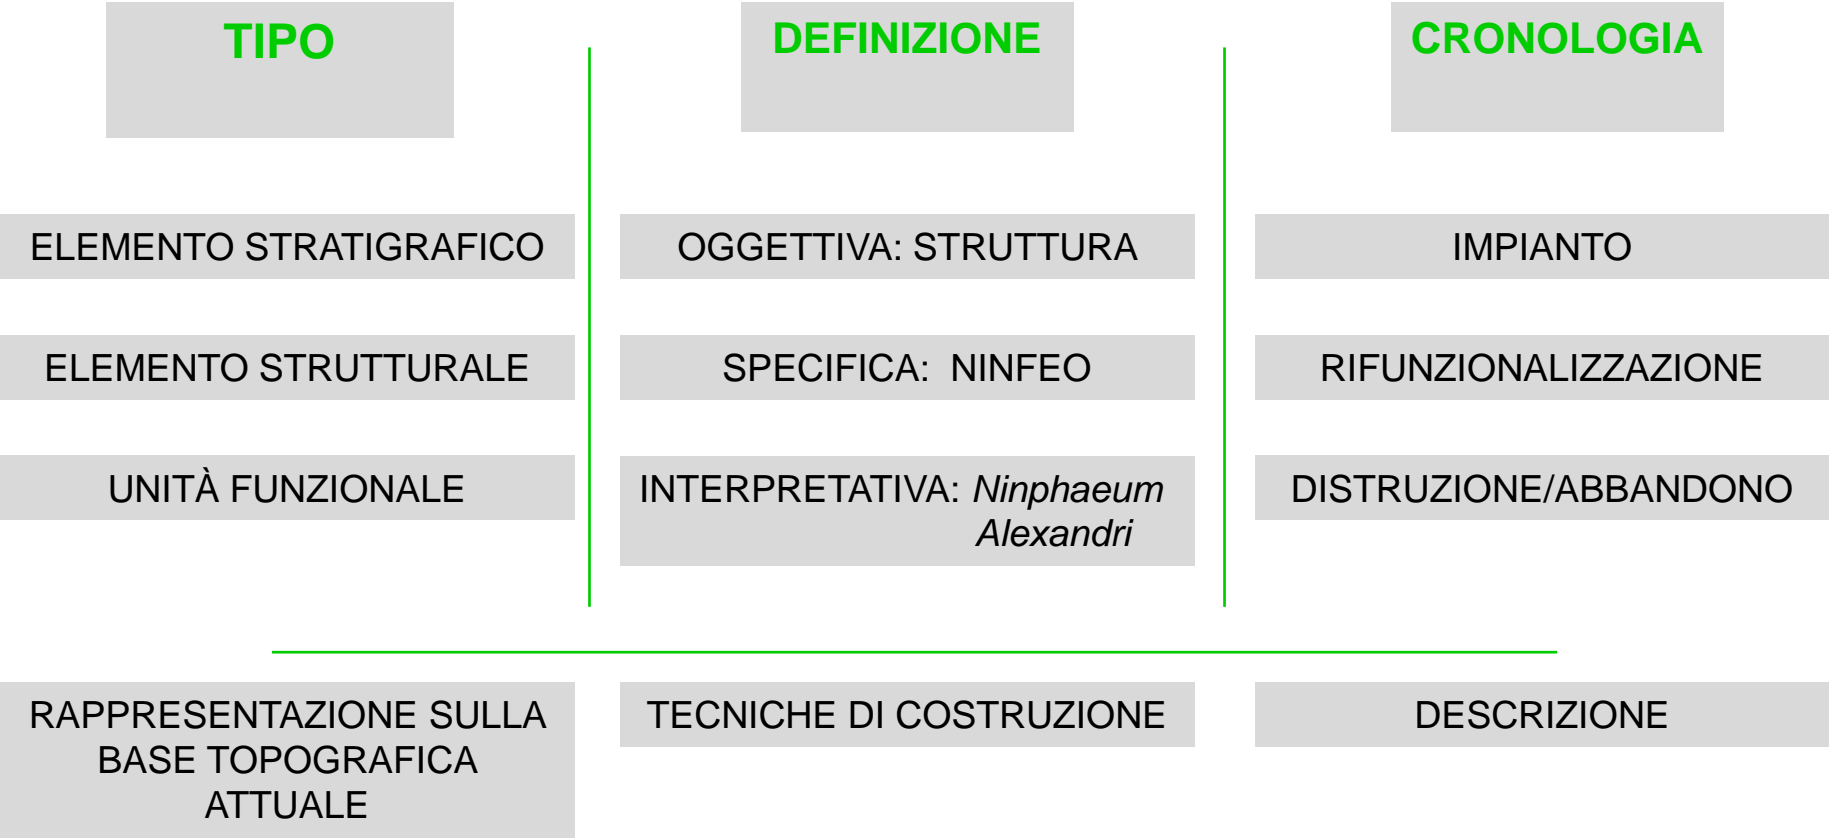 TIPO
DEFINIZIONE
CRONOLOGIA
ELEMENTO STRATIGRAFICO
OGGETTIVA: STRUTTURA
IMPIANTO
ELEMENTO STRUTTURALE
SPECIFICA: NINFEO
RIFUNZIONALIZZAZIONE
UNITÀ FUNZIONALE
INTERPRETATIVA: Ninphaeum
Alexandri
DISTRUZIONE/ABBANDONO
RAPPRESENTAZIONE SULLA
BASE TOPOGRAFICA
ATTUALE
TECNICHE DI COSTRUZIONE
DESCRIZIONE